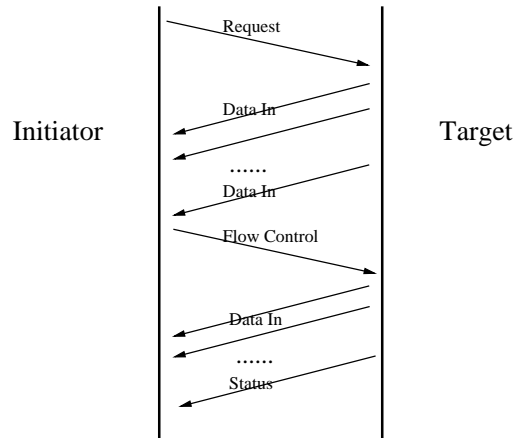 Request
Data In
Initiator
Target
......
Data In
Flow Control
Data In
......
Status